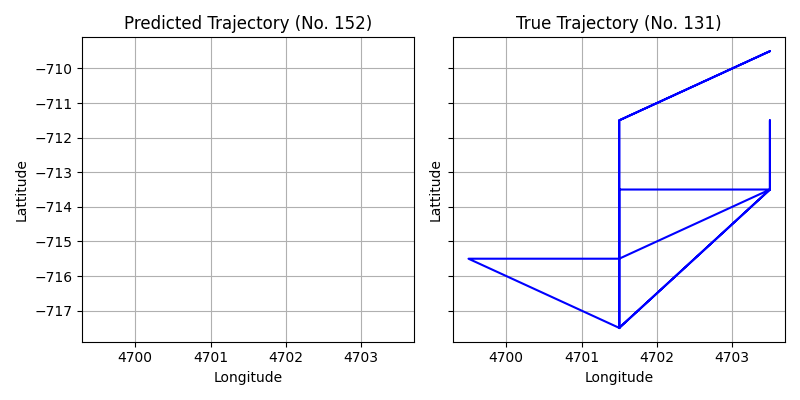 Predicted Trajectory (No. 152)
True Trajectory (No. 131)
−710
−711
−712
−713
−714
−715
−716
−717
Lattitude
Lattitude
4700 4701 4702 4703
4700 4701 4702 4703
Longitude
Longitude